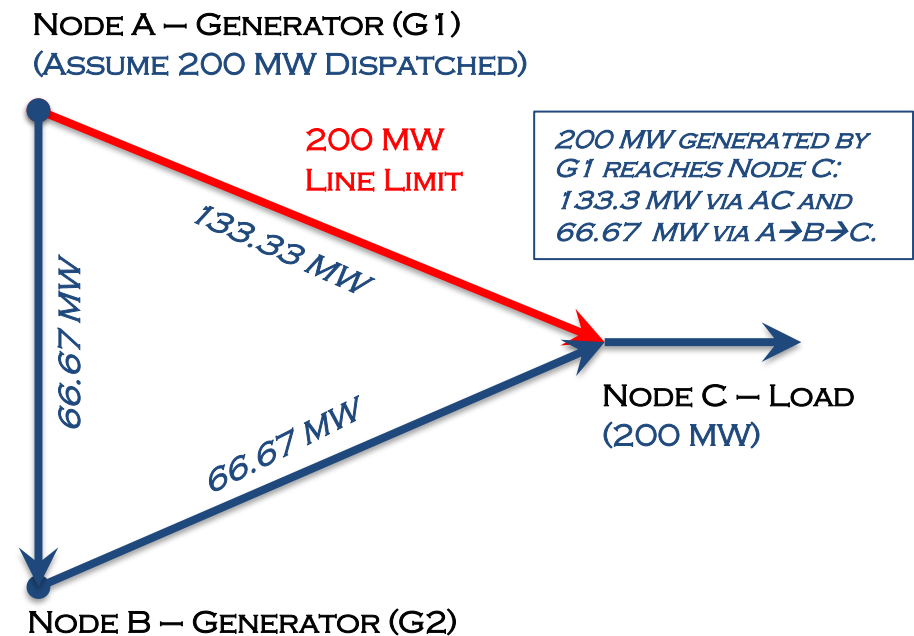 Node A – Generator (G1)
(Assume 200 MW Dispatched)
200 MW
Line Limit
200 MW generated by
G1 reaches Node C:
133.3 MW via AC and
66.67 MW via A→B→C.
133.33 MW
66.67 MW
66.67 MW
Node C – Load
(200 MW)
Node B – Generator (G2)